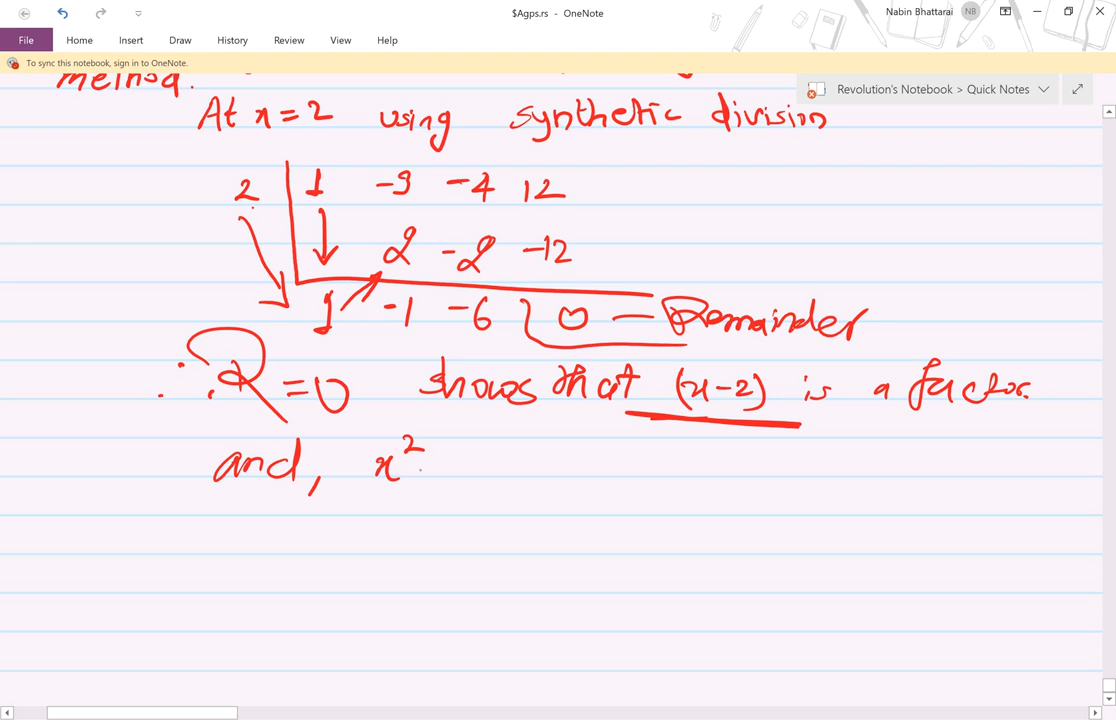 $Agps.rs - OneNote
Nabin Bhattarai NB
File Home Insert Draw History Review View Help
To sync this notebook, sign in to OneNote.
Revolution's Notebook > Quick Notes
method.
At x = 2 using synthetic division
2 1 -3 -4 12
2 -2 -12
1 -1 -6 0 — Remainder
∴ R = 0 shows that (x-2) is a factor.
and, x²